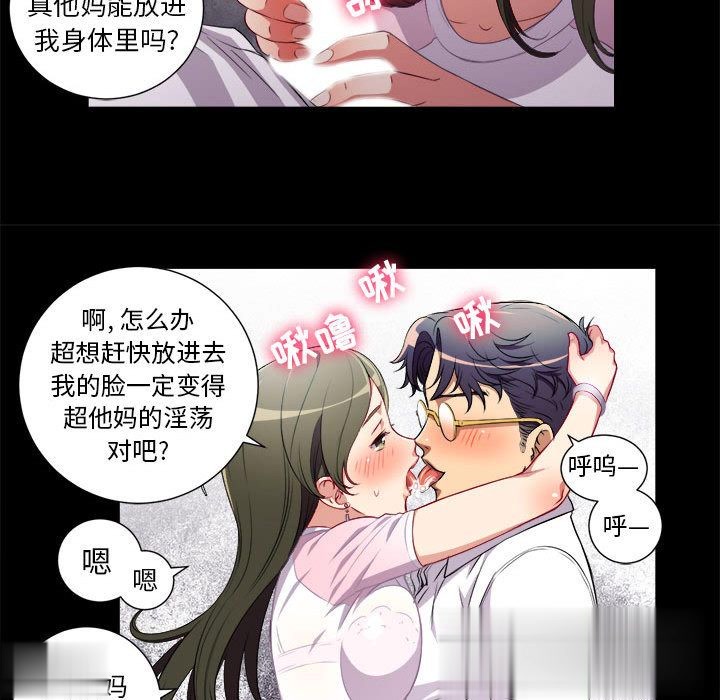 真他妈能放进
我身体里吗?
啾
啾噜
啾
啊, 怎么办
超想赶快放进去
我的脸一定变得
超他妈的淫荡
对吧?
呼呜—
呼—
嗯
嗯
吗